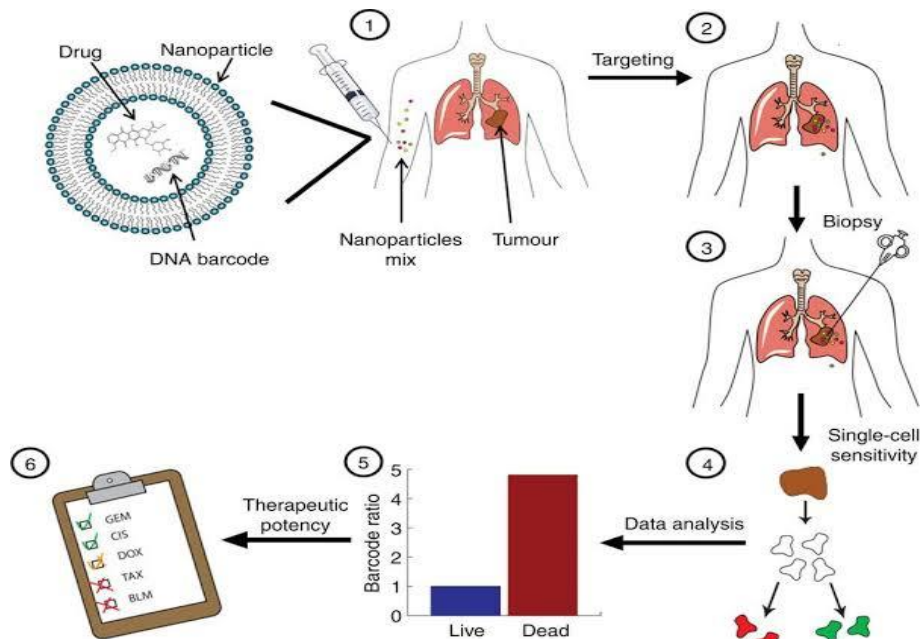 Drug
Nanoparticle
DNA barcode
1
Nanoparticles
mix
Tumour
Targeting
2
Biopsy
3
Single-cell
sensitivity
4
Data analysis
5
Barcode ratio
5
4
3
2
1
0
Live
Dead
Therapeutic
potency
6
GEM
CIS
DOX
TAX
BLM